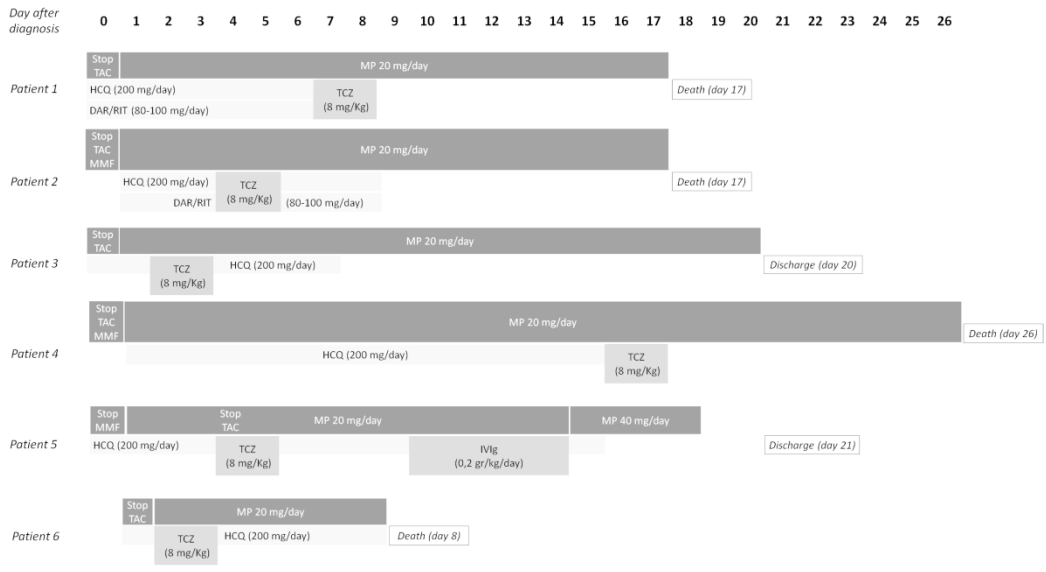 Day after
diagnosis
0 1 2 3 4 5 6 7 8 9 10 11 12 13 14 15 16 17 18 19 20 21 22 23 24 25 26
Patient 1
Stop
TAC
MP 20 mg/day
HCQ (200 mg/day)
DAR/RIT (80-100 mg/day)
TCZ
(8 mg/Kg)
Death (day 17)
Patient 2
Stop
TAC
MMF
MP 20 mg/day
HCQ (200 mg/day)
DAR/RIT
TCZ
(8 mg/Kg)
(80-100 mg/day)
Death (day 17)
Patient 3
Stop
TAC
MP 20 mg/day
TCZ
(8 mg/Kg)
HCQ (200 mg/day)
Discharge (day 20)
Patient 4
Stop
TAC
MMF
MP 20 mg/day
HCQ (200 mg/day)
TCZ
(8 mg/Kg)
Death (day 26)
Patient 5
Stop
MMF
Stop
TAC
MP 20 mg/day
MP 40 mg/day
HCQ (200 mg/day)
TCZ
(8 mg/Kg)
IVIg
(0,2 gr/kg/day)
Discharge (day 21)
Patient 6
Stop
TAC
MP 20 mg/day
TCZ
(8 mg/Kg)
HCQ (200 mg/day)
Death (day 8)